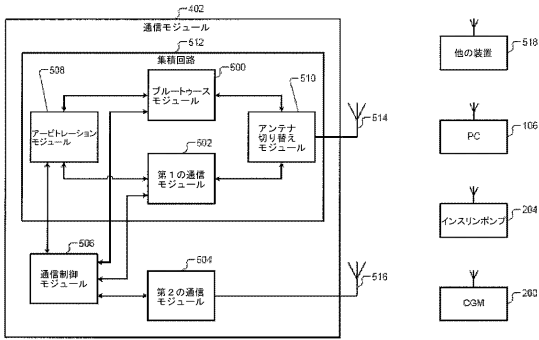 402
通信モジュール
512
集積回路
508
アービトレーション
モジュール
500
ブルートゥース
モジュール
510
アンテナ
切り替え
モジュール
514
502
第1の通信
モジュール
506
通信制御
モジュール
504
第2の通信
モジュール
516
他の装置
518
PC
106
インスリンポンプ
204
CGM
200